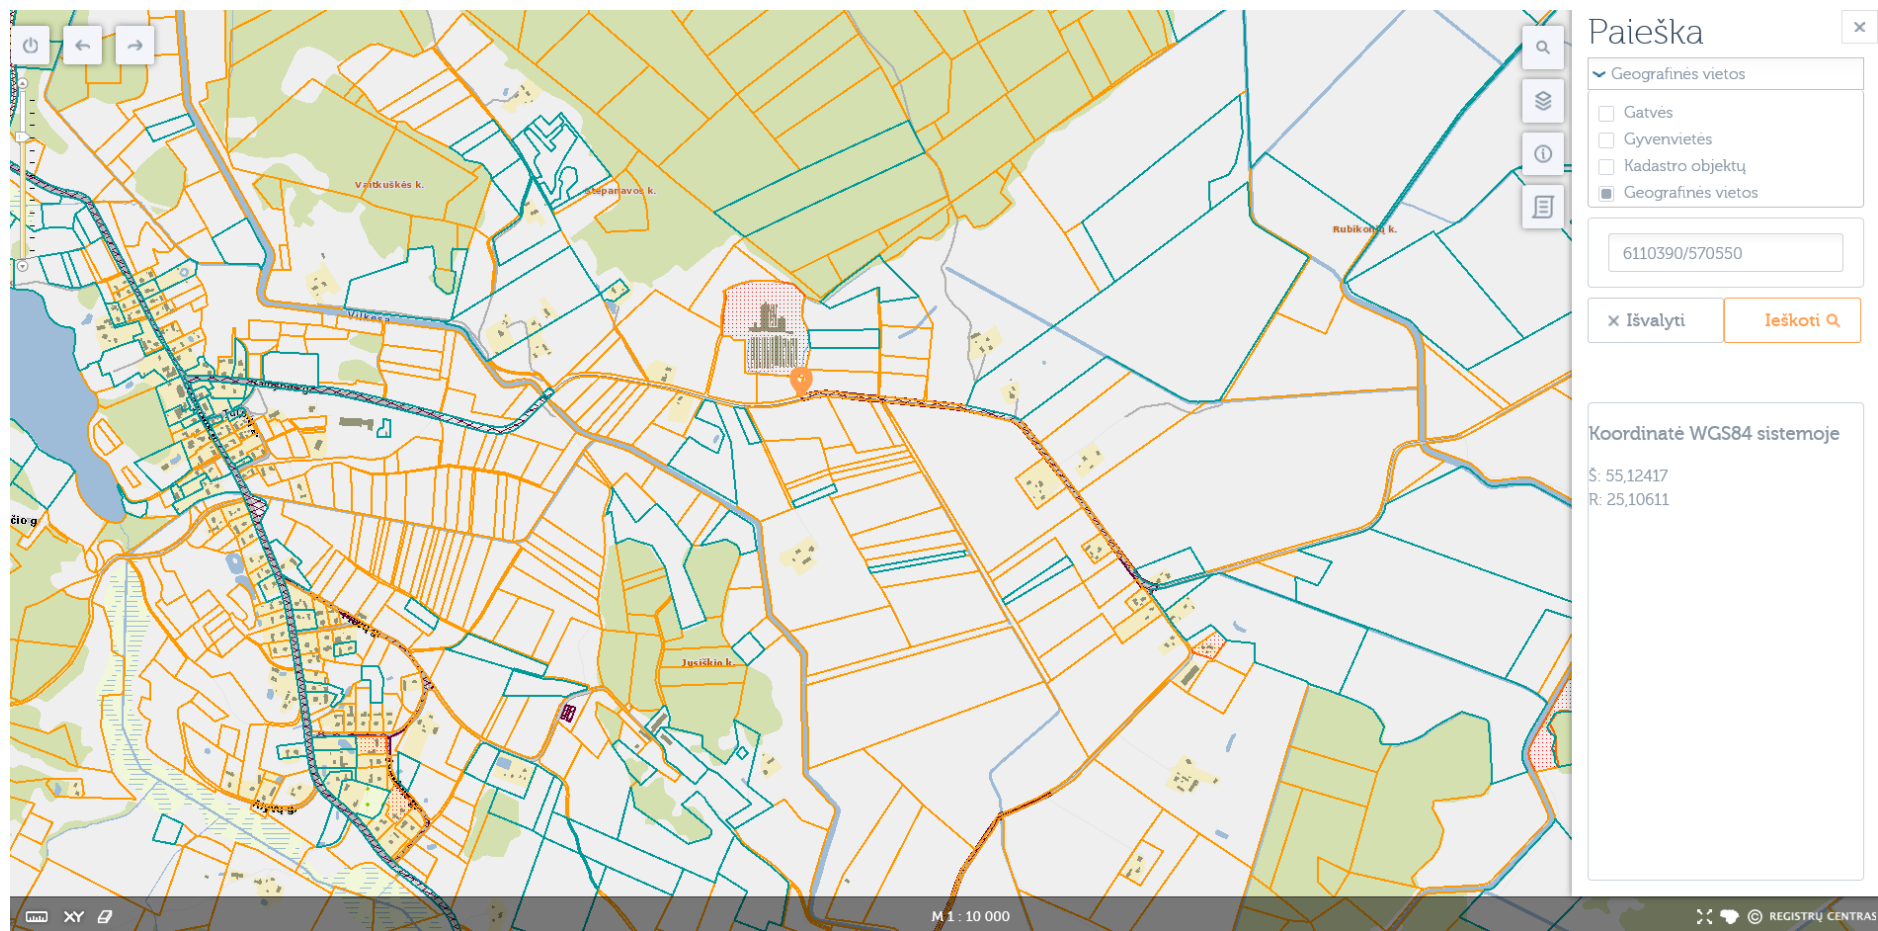 Paieška
Geografinės vietos
Gatvės
Gyvenvietės
Kadastro objektų
Geografinės vietos
6110390/570550
Išvalyti
Ieškoti
Koordinatė WGS84 sistemoje
Š: 55,12417
R: 25,10611
Vaitkuškės k.
Stepanavos k.
Rubikonių k.
Vilkesa
čio g
Jusiškio k.
XY
M 1 : 10 000
© REGISTRŲ CENTRAS